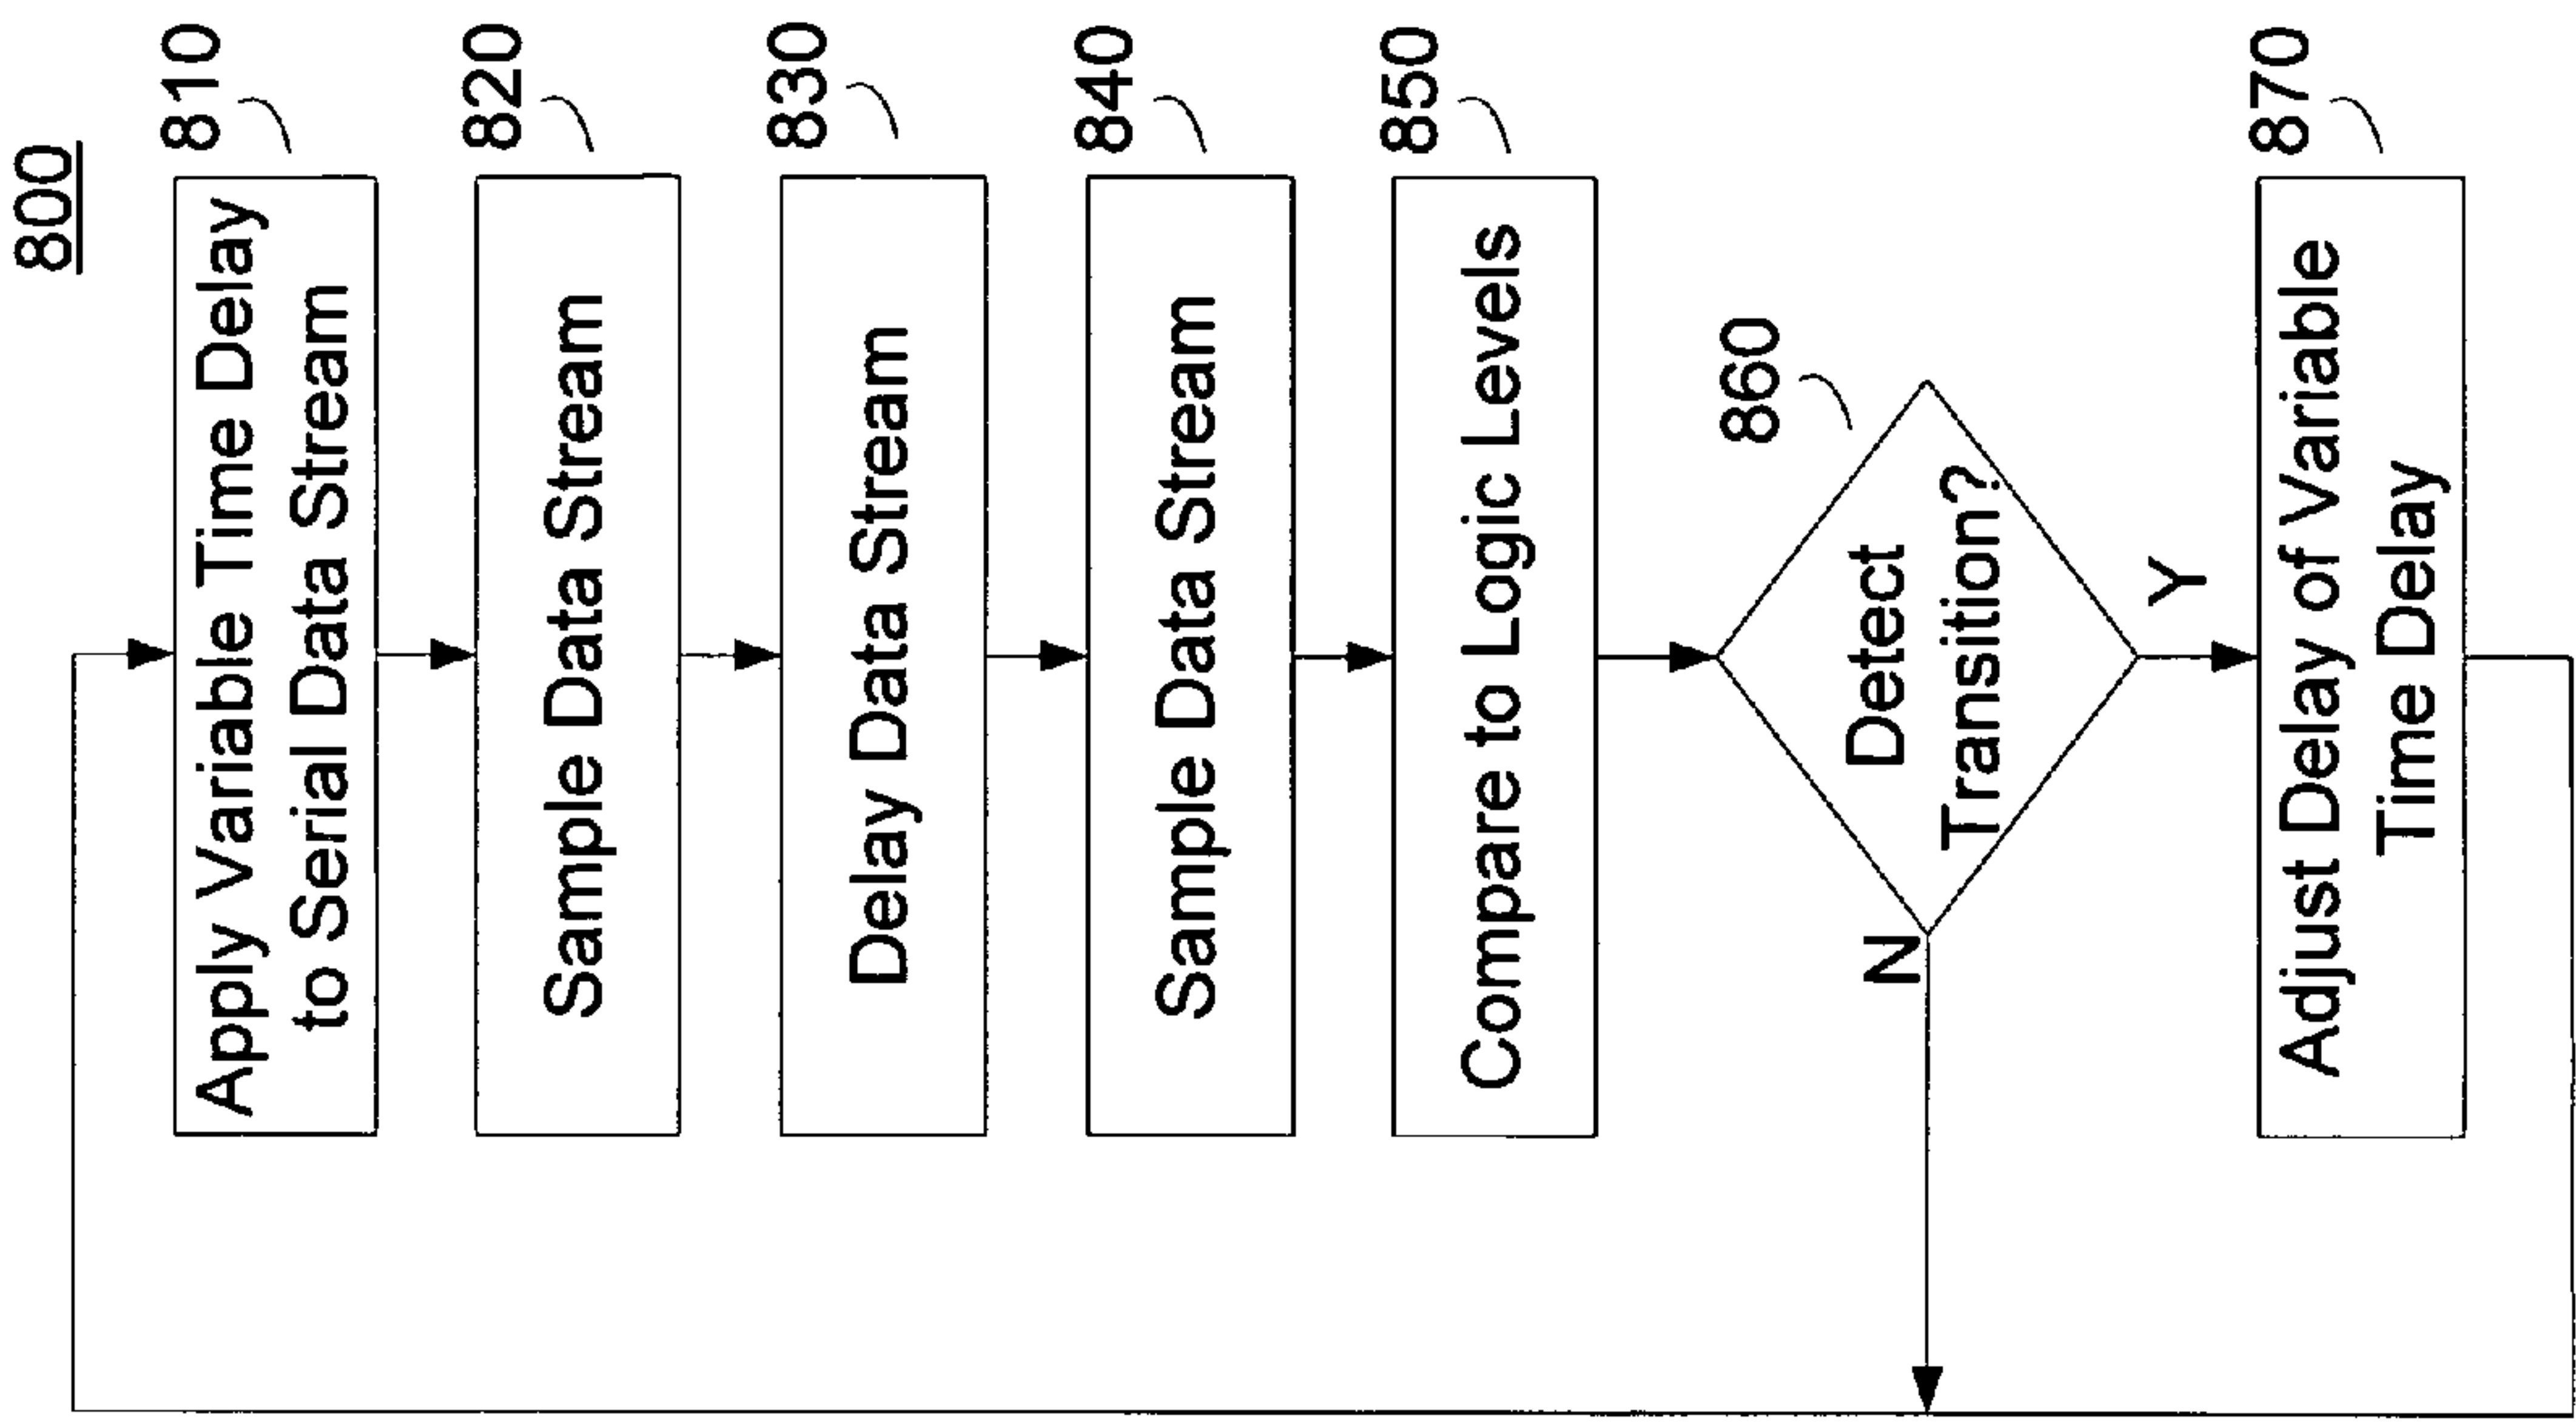 800
810
Apply Variable Time Delay
to Serial Data Stream
820
Sample Data Stream
830
Delay Data Stream
840
Sample Data Stream
850
Compare to Logic Levels
860
Detect
Transition?
N
Y
870
Adjust Delay of Variable
Time Delay